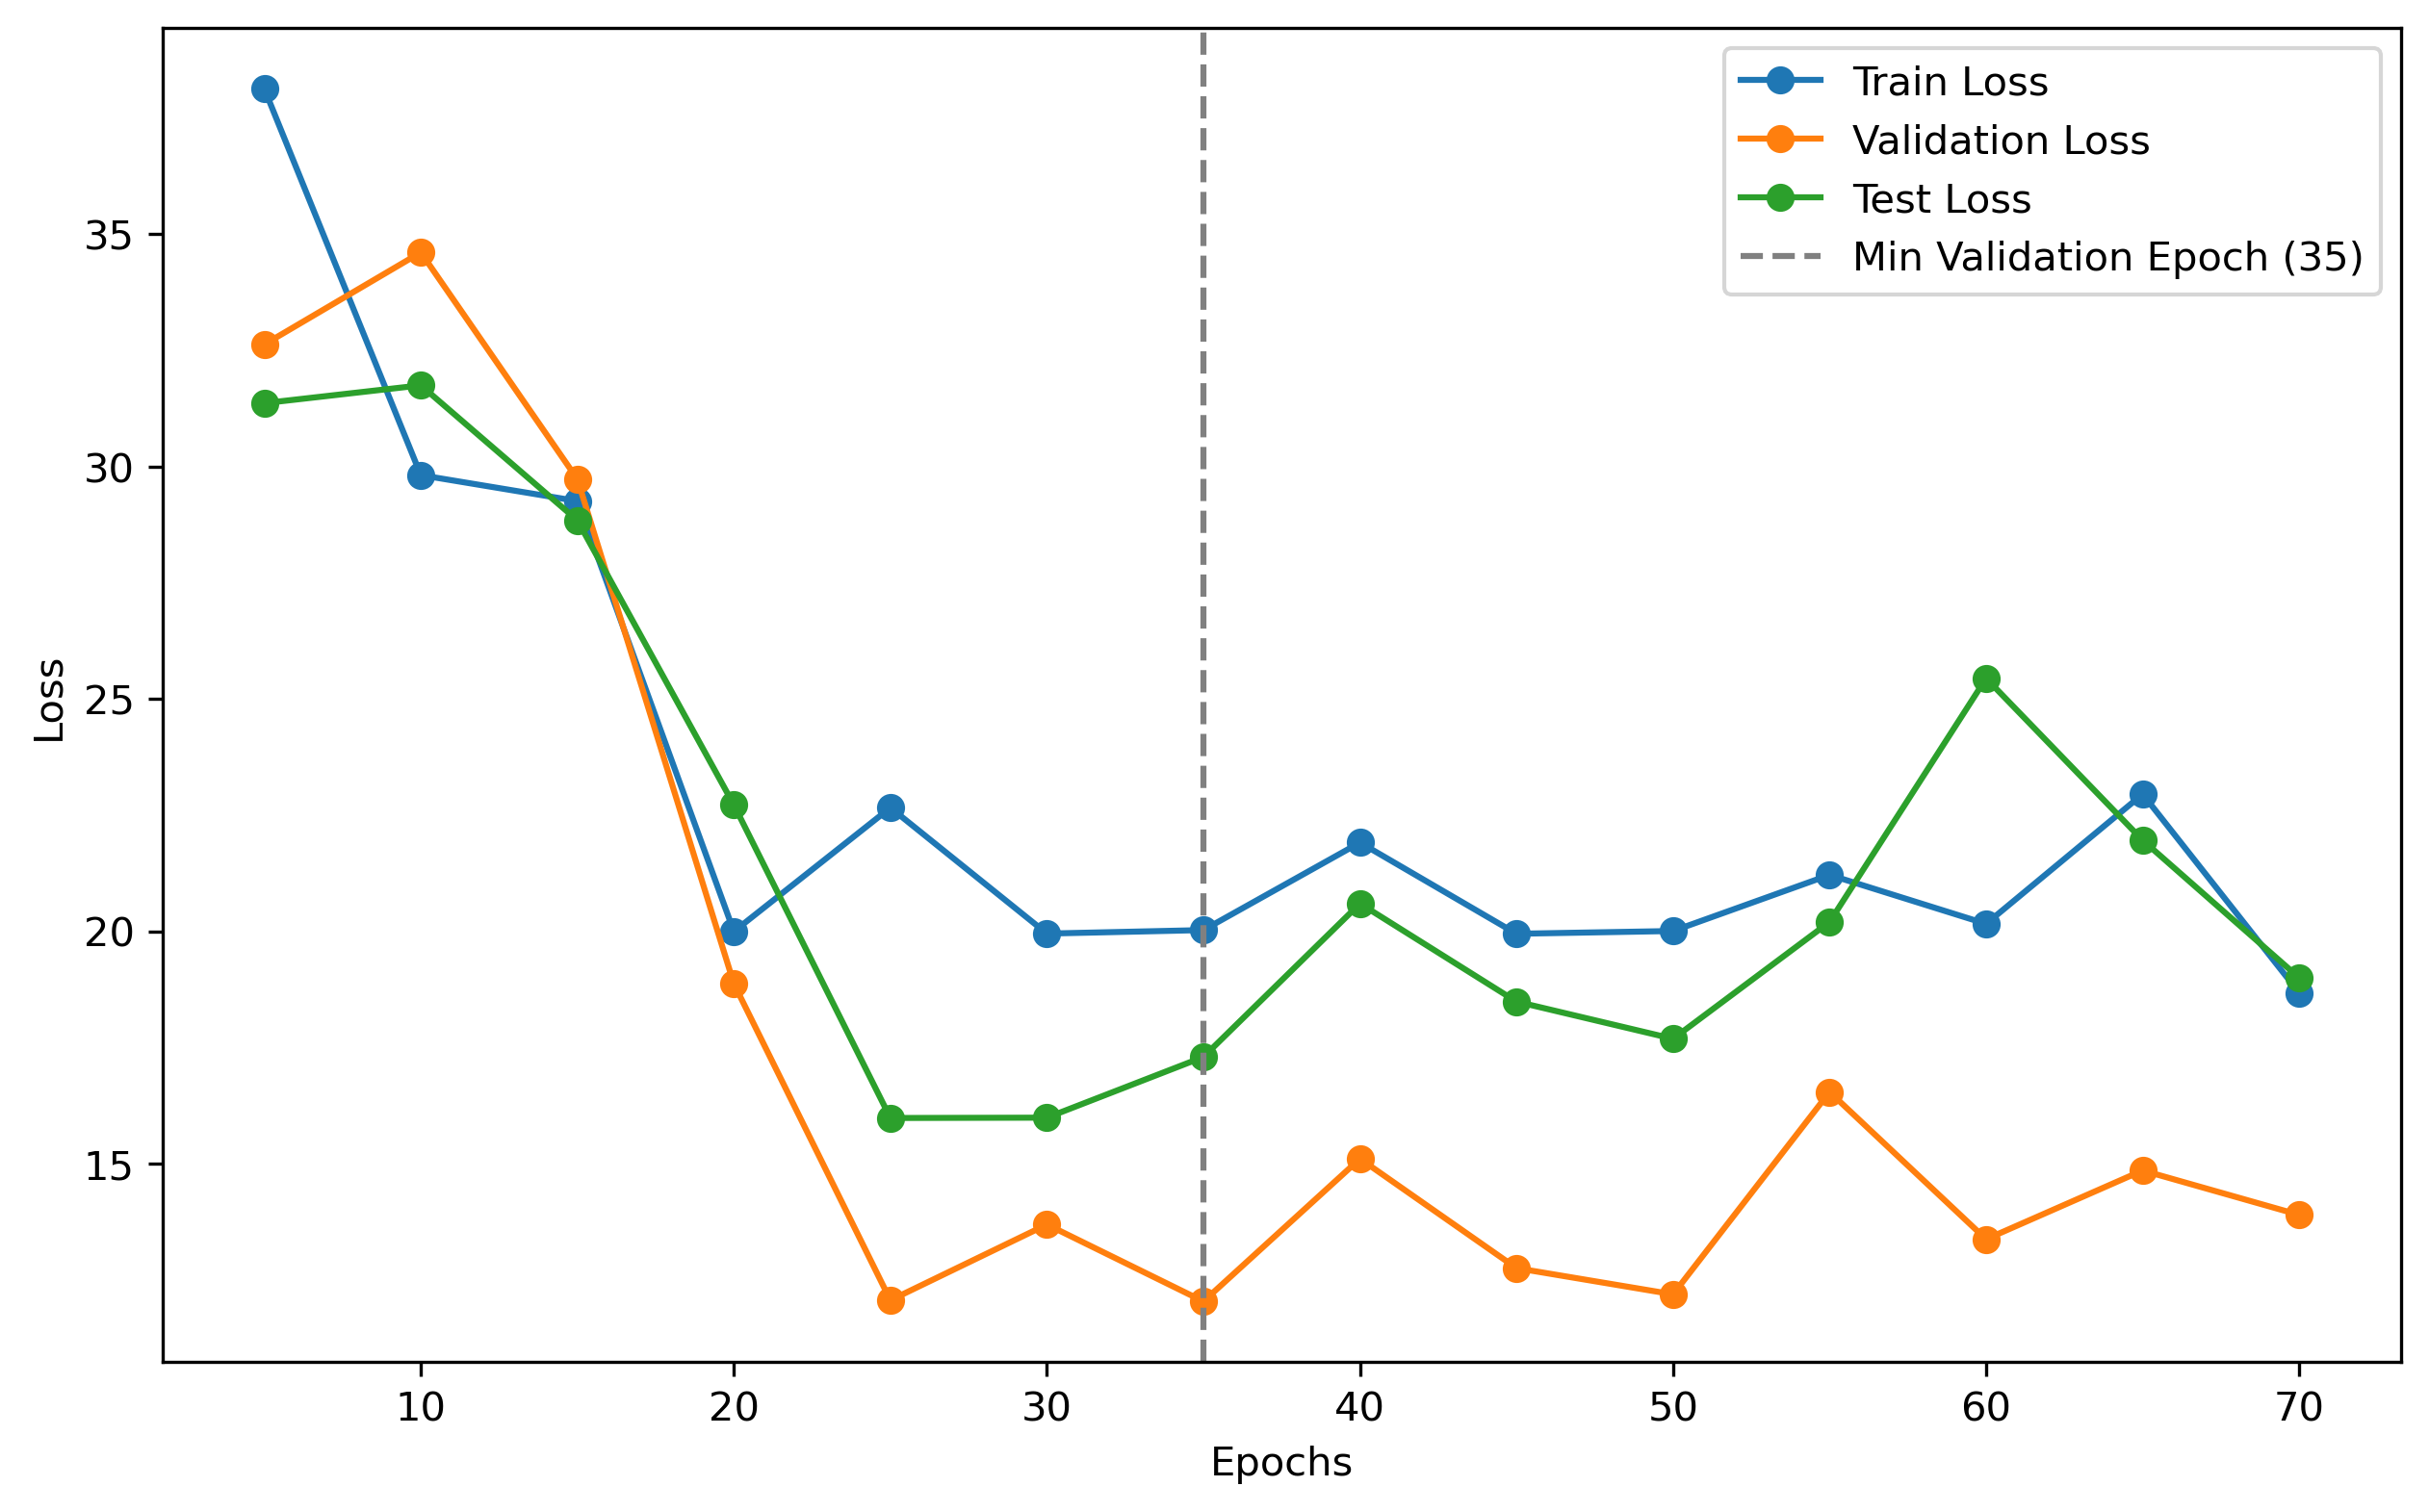 Train Loss
Validation Loss
Test Loss
Min Validation Epoch (35)
35
30
25
20
15
Loss
10 20 30 40 50 60 70
Epochs